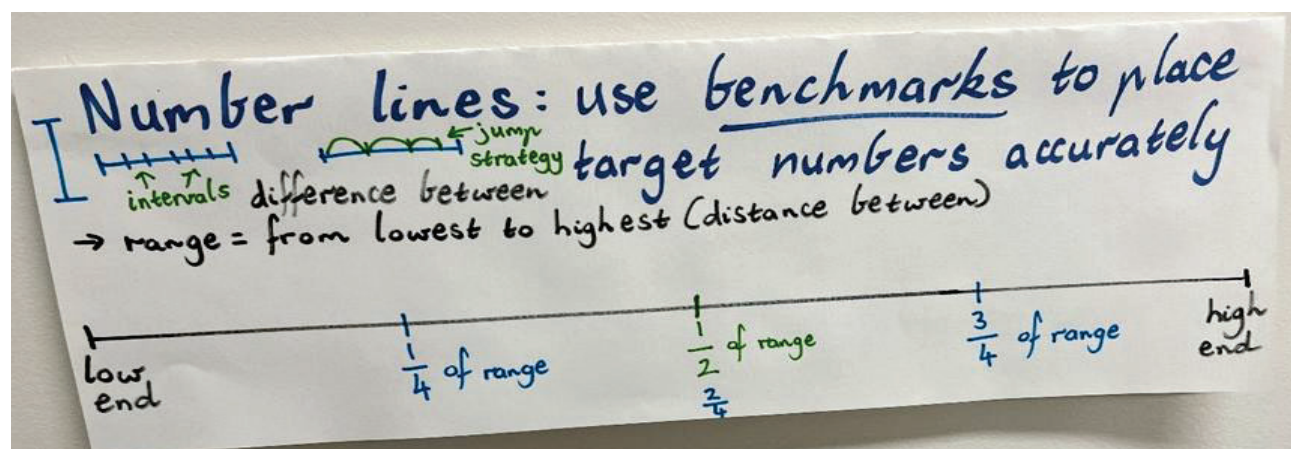 Number lines: use benchmarks to place
target numbers accurately
← jump
strategy
intervals
difference between
→ range = from lowest to highest (distance between)
low
end
1/4 of range
1/2 of range
2/4
3/4 of range
high
end